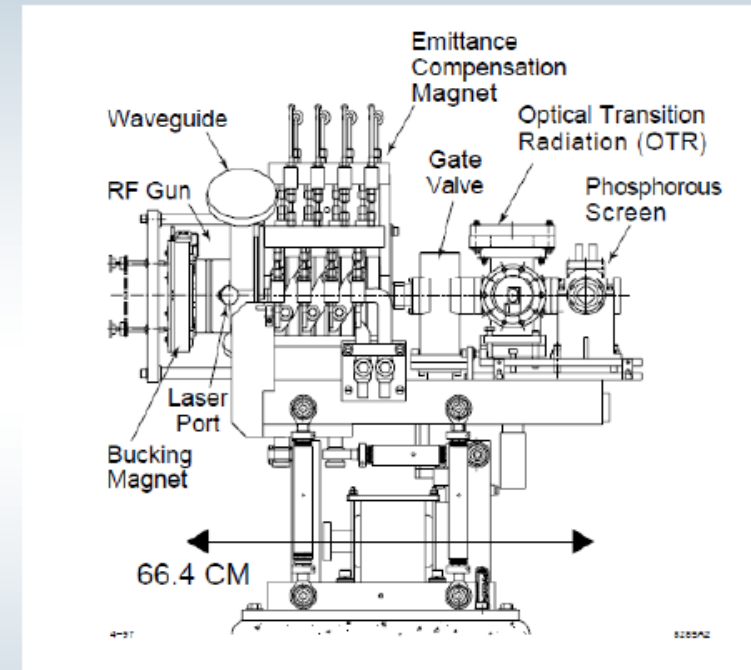 Emittance
Compensation
Magnet
Waveguide
Optical Transition
Radiation (OTR)
Gate
Valve
RF Gun
Phosphorous
Screen
Laser
Port
Bucking
Magnet
66.4 CM
4-97
8285A2